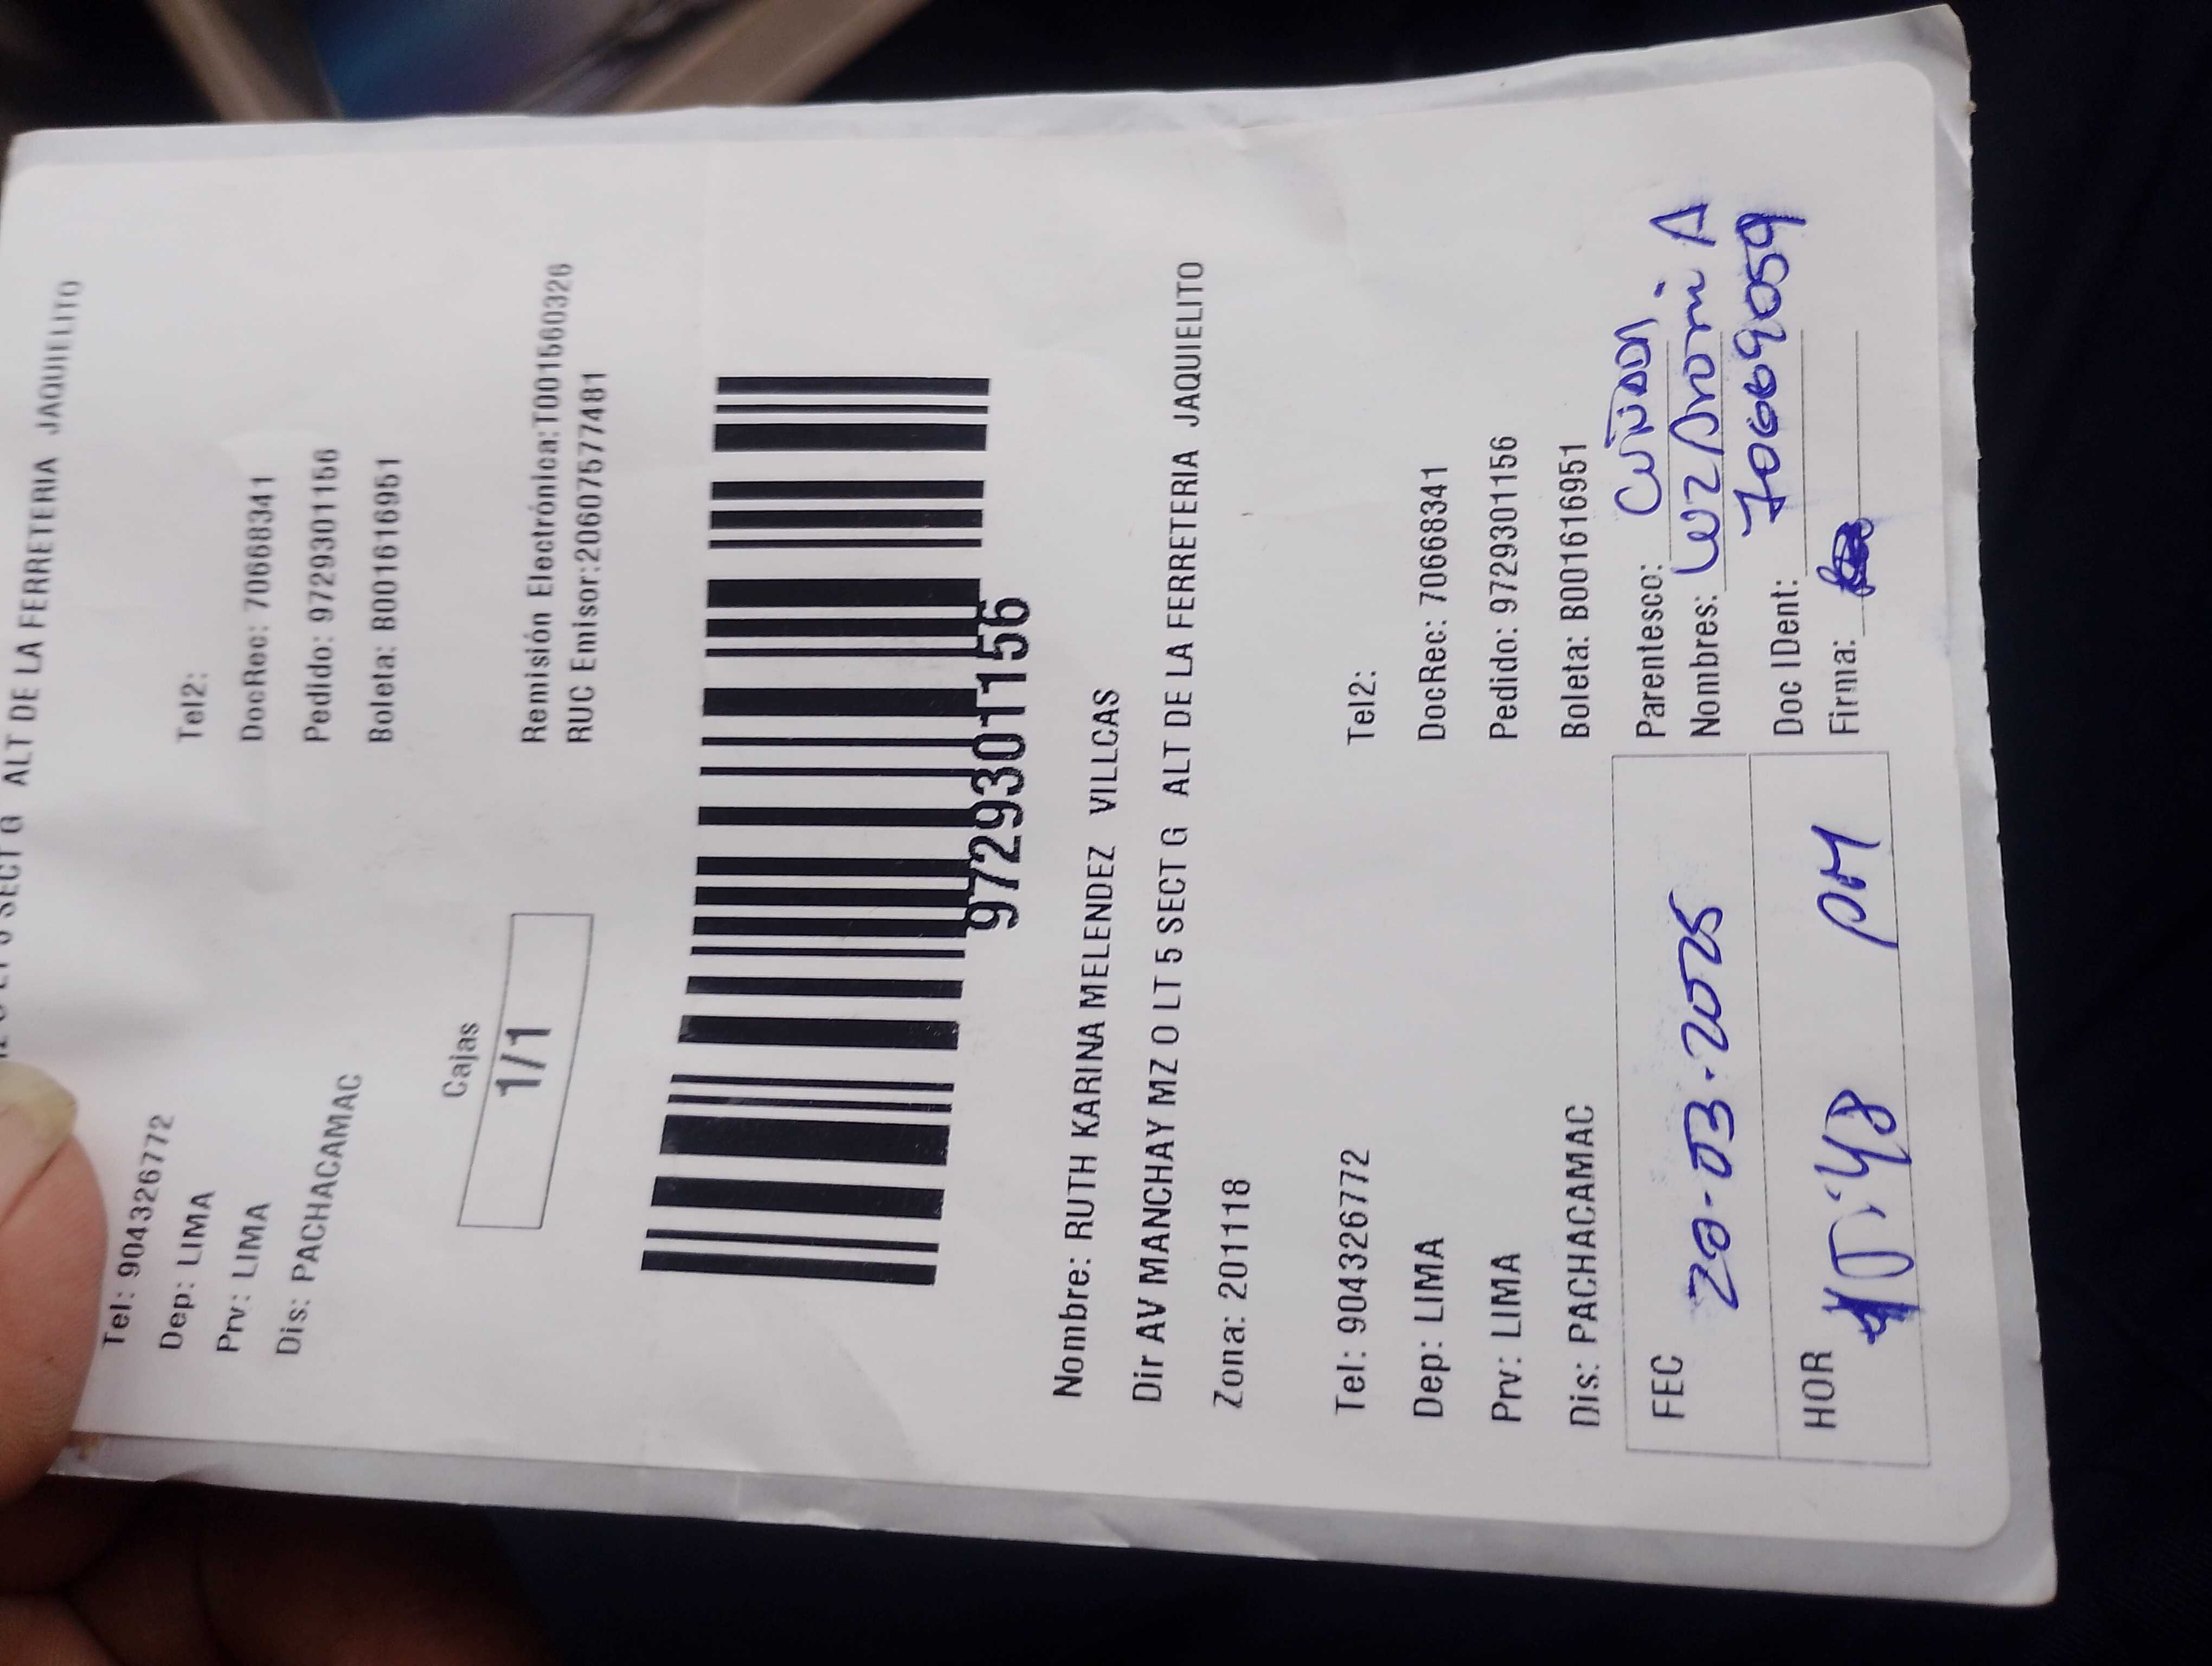 SECT G ALT DE LA FERRETERIA JAQUIELITO
Tel: 904326772
Tel2:
Dep: LIMA
DocRec: 70668341
Prv: LIMA
Pedido: 9729301156
Dis: PACHACAMAC
Boleta: B001616951
Cajas
1/1
Remisión Electrónica:T001560326
RUC Emisor:20607577481
9729301156
Nombre: RUTH KARINA MELENDEZ VILLCAS
Dir AV MANCHAY MZ O LT 5 SECT G ALT DE LA FERRETERIA JAQUIELITO
Zona: 201118
Tel: 904326772
Tel2:
Dep: LIMA
DocRec: 70668341
Prv: LIMA
Pedido: 9729301156
Dis: PACHACAMAC
Boleta: B001616951
FEC 20-03-2025
HOR PM
Parentesco:
Nombres: Luz A
Doc IDent: 70669059
Firma: